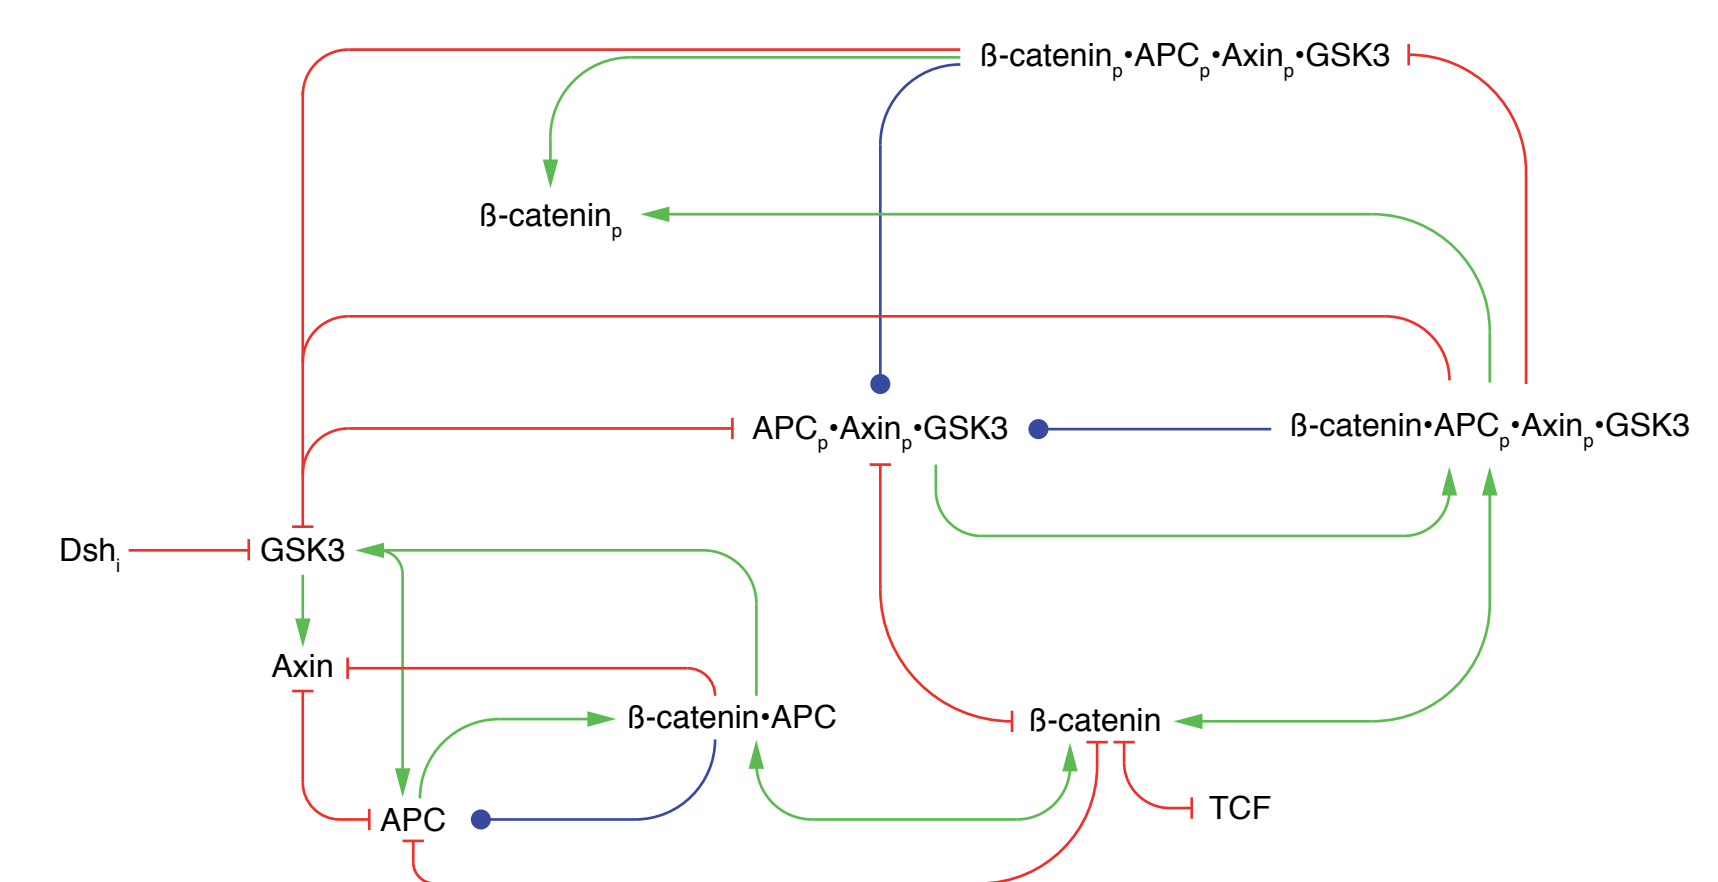 ß-cateninp•APCp•Axinp•GSK3
ß-cateninp
APCp•Axinp•GSK3
ß-catenin•APCp•Axinp•GSK3
Dshi
GSK3
Axin
ß-catenin•APC
ß-catenin
APC
TCF